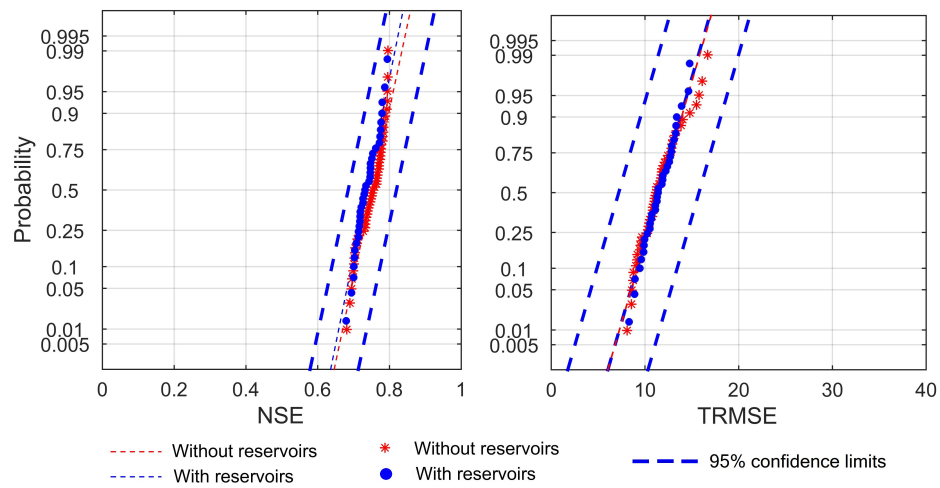 Probability
0.995
0.99
0.95
0.9
0.75
0.5
0.25
0.1
0.05
0.01
0.005
0 0.2 0.4 0.6 0.8 1
NSE
0.995
0.99
0.95
0.9
0.75
0.5
0.25
0.1
0.05
0.01
0.005
0 10 20 30 40
TRMSE
Without reservoirs
With reservoirs
Without reservoirs
With reservoirs
95% confidence limits